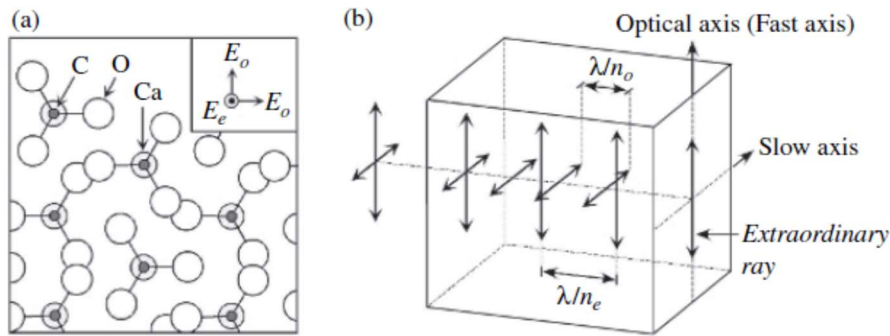 (a)
C
O
Ca
E_o
E_e
E_o
(b)
Optical axis (Fast axis)
λ/n_o
Slow axis
Extraordinary
ray
λ/n_e